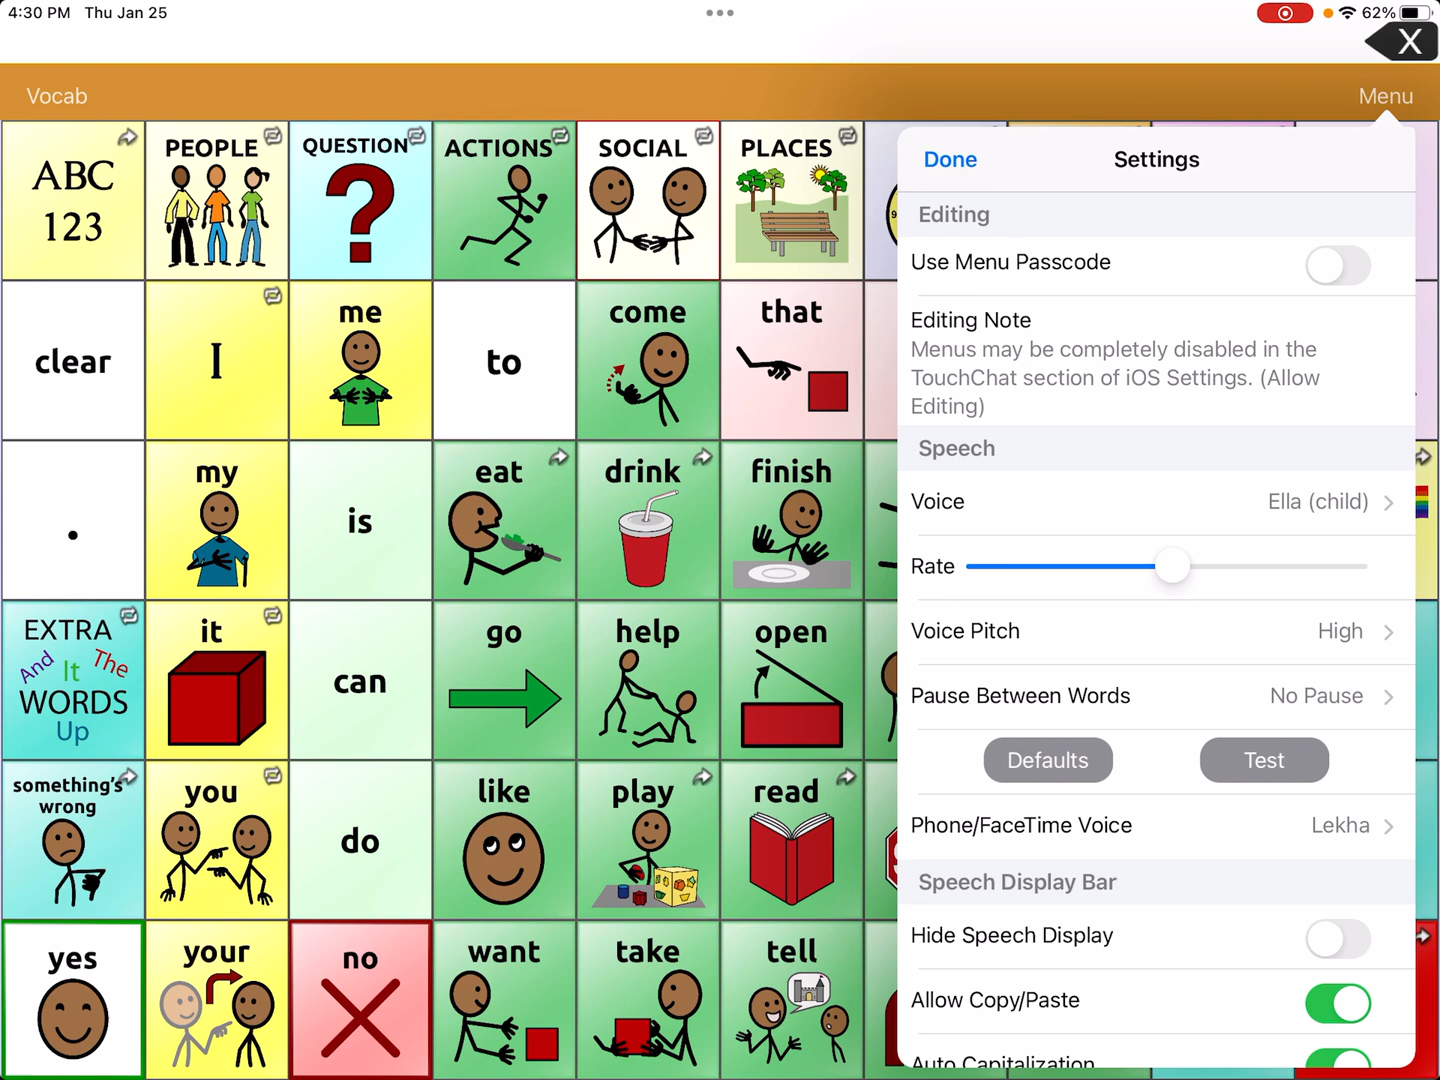 4:30 PM Thu Jan 25
62%
X
Vocab
Menu
ABC
123
PEOPLE
QUESTION
?
ACTIONS
SOCIAL
PLACES
9
clear
I
me
to
come
that
.
my
is
eat
drink
finish
EXTRA
And It The
WORDS
Up
it
can
go
help
open
something's
wrong
you
do
like
play
read
yes
your
no
want
take
tell
Done
Settings
Editing
Use Menu Passcode
Editing Note
Menus may be completely disabled in the
TouchChat section of iOS Settings. (Allow
Editing)
Speech
Voice Ella (child)
Rate
Voice Pitch High
Pause Between Words No Pause
Defaults Test
Phone/FaceTime Voice Lekha
Speech Display Bar
Hide Speech Display
Allow Copy/Paste
Auto Capitalization